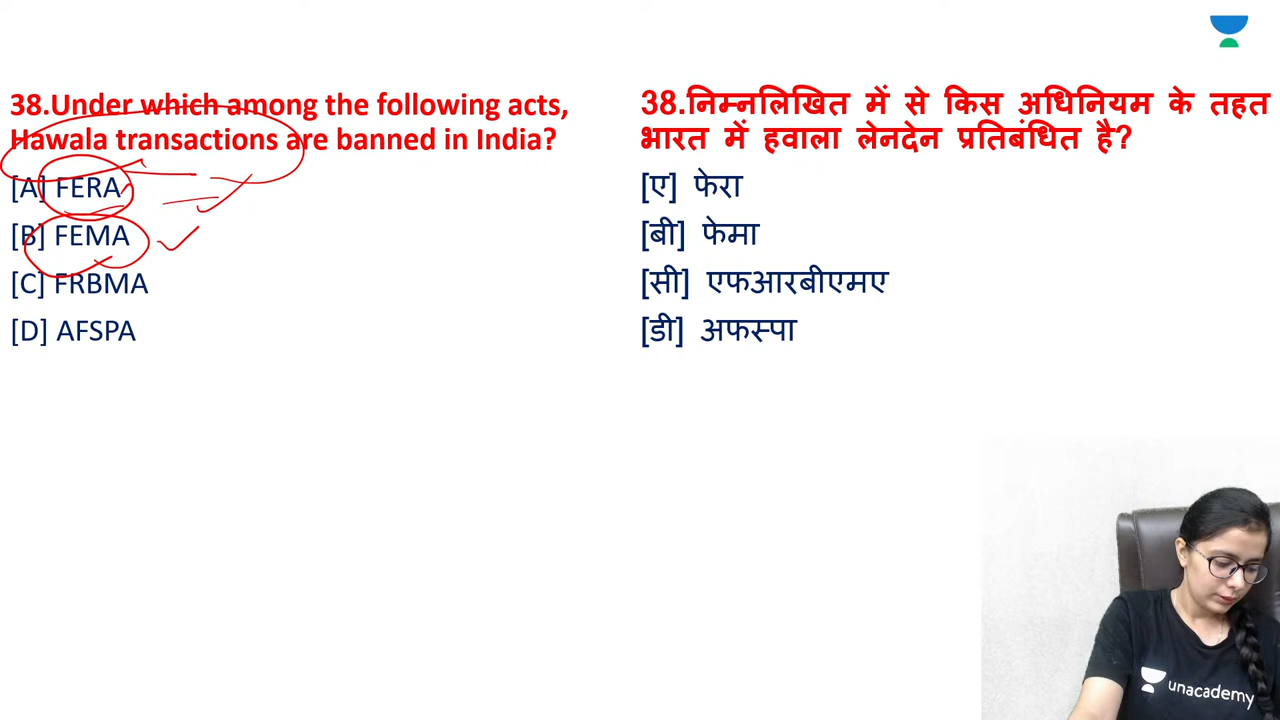 38.Under which among the following acts,
Hawala transactions are banned in India?
[A] FERA
[B] FEMA
[C] FRBMA
[D] AFSPA
38.निम्नलिखित में से किस अधिनियम के तहत
भारत में हवाला लेनदेन प्रतिबंधित है?
[ए] फेरा
[बी] फेमा
[सी] एफआरबीएमए
[डी] अफस्पा
unacademy